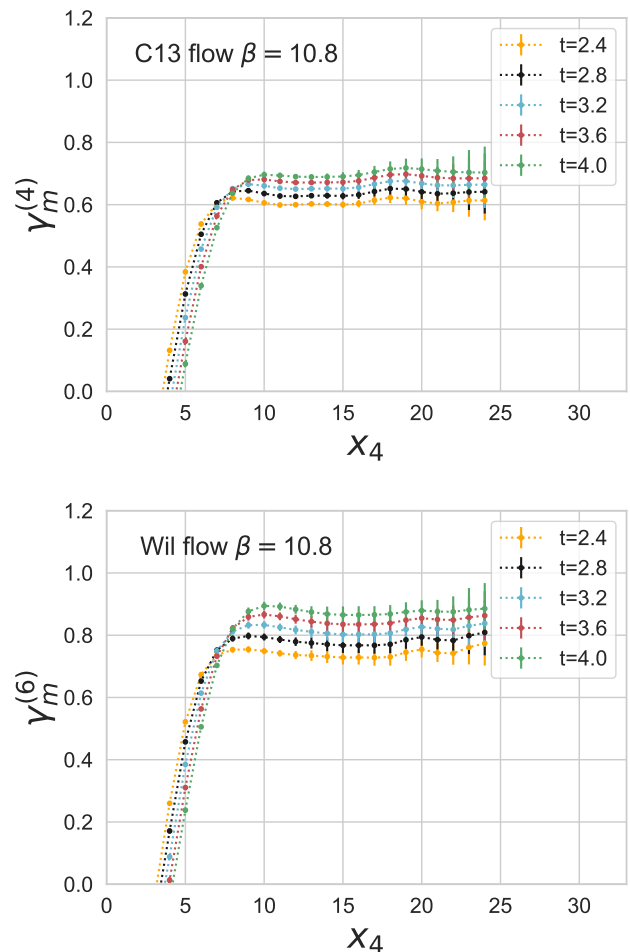 1.2
1.0
0.8
0.6
0.4
0.2
0.0
γ_m^(4)
C13 flow β = 10.8
t=2.4
t=2.8
t=3.2
t=3.6
t=4.0
0 5 10 15 20 25 30
x₄
1.2
1.0
0.8
0.6
0.4
0.2
0.0
γ_m^(6)
Wil flow β = 10.8
t=2.4
t=2.8
t=3.2
t=3.6
t=4.0
0 5 10 15 20 25 30
x₄